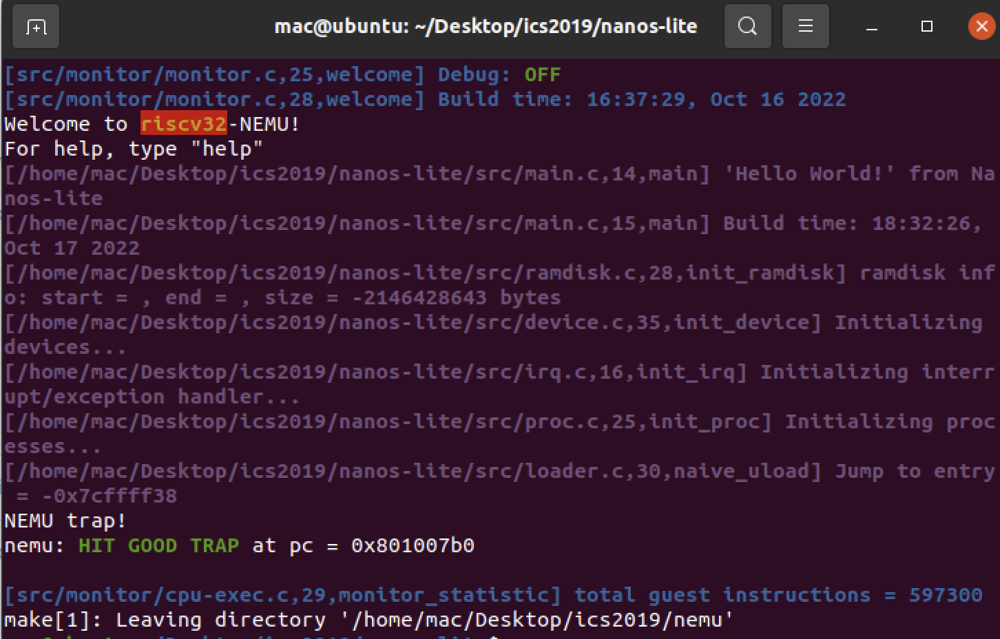 mac@ubuntu: ~/Desktop/ics2019/nanos-lite
[src/monitor/monitor.c,25,welcome] Debug: OFF
[src/monitor/monitor.c,28,welcome] Build time: 16:37:29, Oct 16 2022
Welcome to riscv32-NEMU!
For help, type "help"
[/home/mac/Desktop/ics2019/nanos-lite/src/main.c,14,main] 'Hello World!' from Na
nos-lite
[/home/mac/Desktop/ics2019/nanos-lite/src/main.c,15,main] Build time: 18:32:26,
Oct 17 2022
[/home/mac/Desktop/ics2019/nanos-lite/src/ramdisk.c,28,init_ramdisk] ramdisk inf
o: start = , end = , size = -2146428643 bytes
[/home/mac/Desktop/ics2019/nanos-lite/src/device.c,35,init_device] Initializing
devices...
[/home/mac/Desktop/ics2019/nanos-lite/src/irq.c,16,init_irq] Initializing interr
upt/exception handler...
[/home/mac/Desktop/ics2019/nanos-lite/src/proc.c,25,init_proc] Initializing proc
esses...
[/home/mac/Desktop/ics2019/nanos-lite/src/loader.c,30,naive_uload] Jump to entry
 = -0x7cffff38
NEMU trap!
nemu: HIT GOOD TRAP at pc = 0x801007b0
[src/monitor/cpu-exec.c,29,monitor_statistic] total guest instructions = 597300
make[1]: Leaving directory '/home/mac/Desktop/ics2019/nemu'